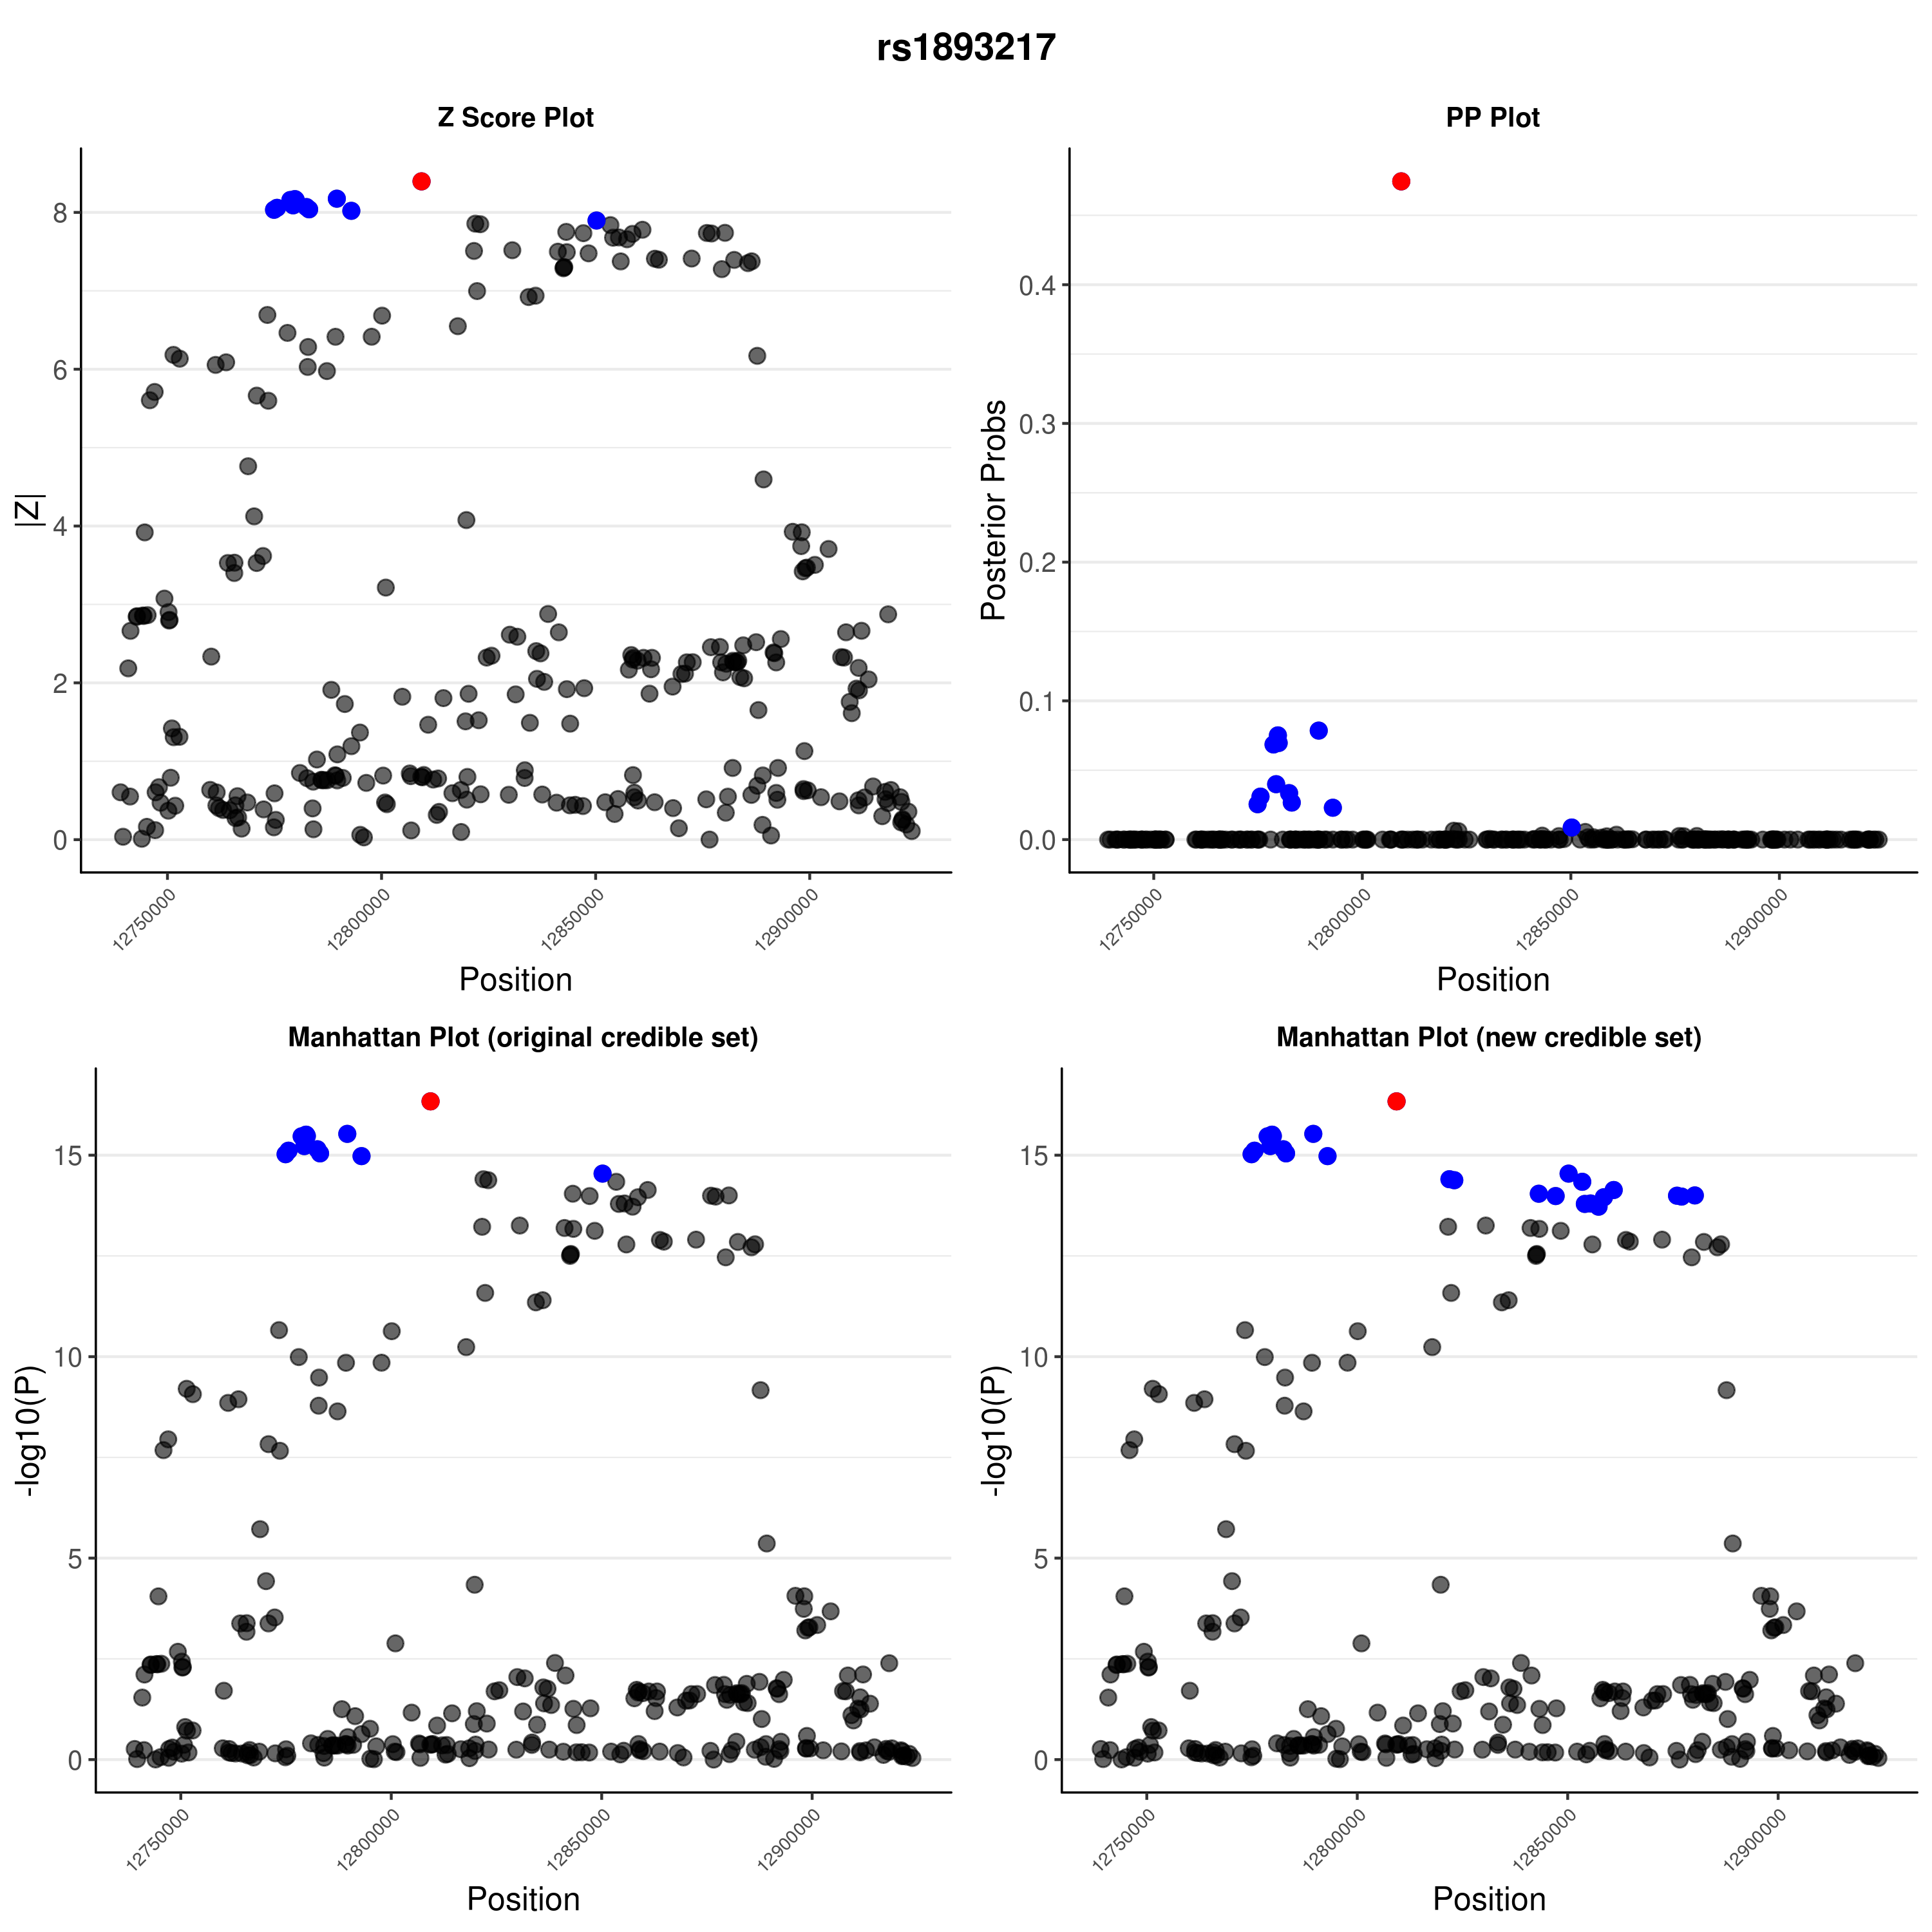 rs1893217
Z Score Plot
|Z|
8
6
4
2
0
12750000
12800000
12850000
12900000
Position
PP Plot
Posterior Probs
0.4
0.3
0.2
0.1
0.0
12750000
12800000
12850000
12900000
Position
Manhattan Plot (original credible set)
-log10(P)
15
10
5
0
12750000
12800000
12850000
12900000
Position
Manhattan Plot (new credible set)
-log10(P)
15
10
5
0
12750000
12800000
12850000
12900000
Position